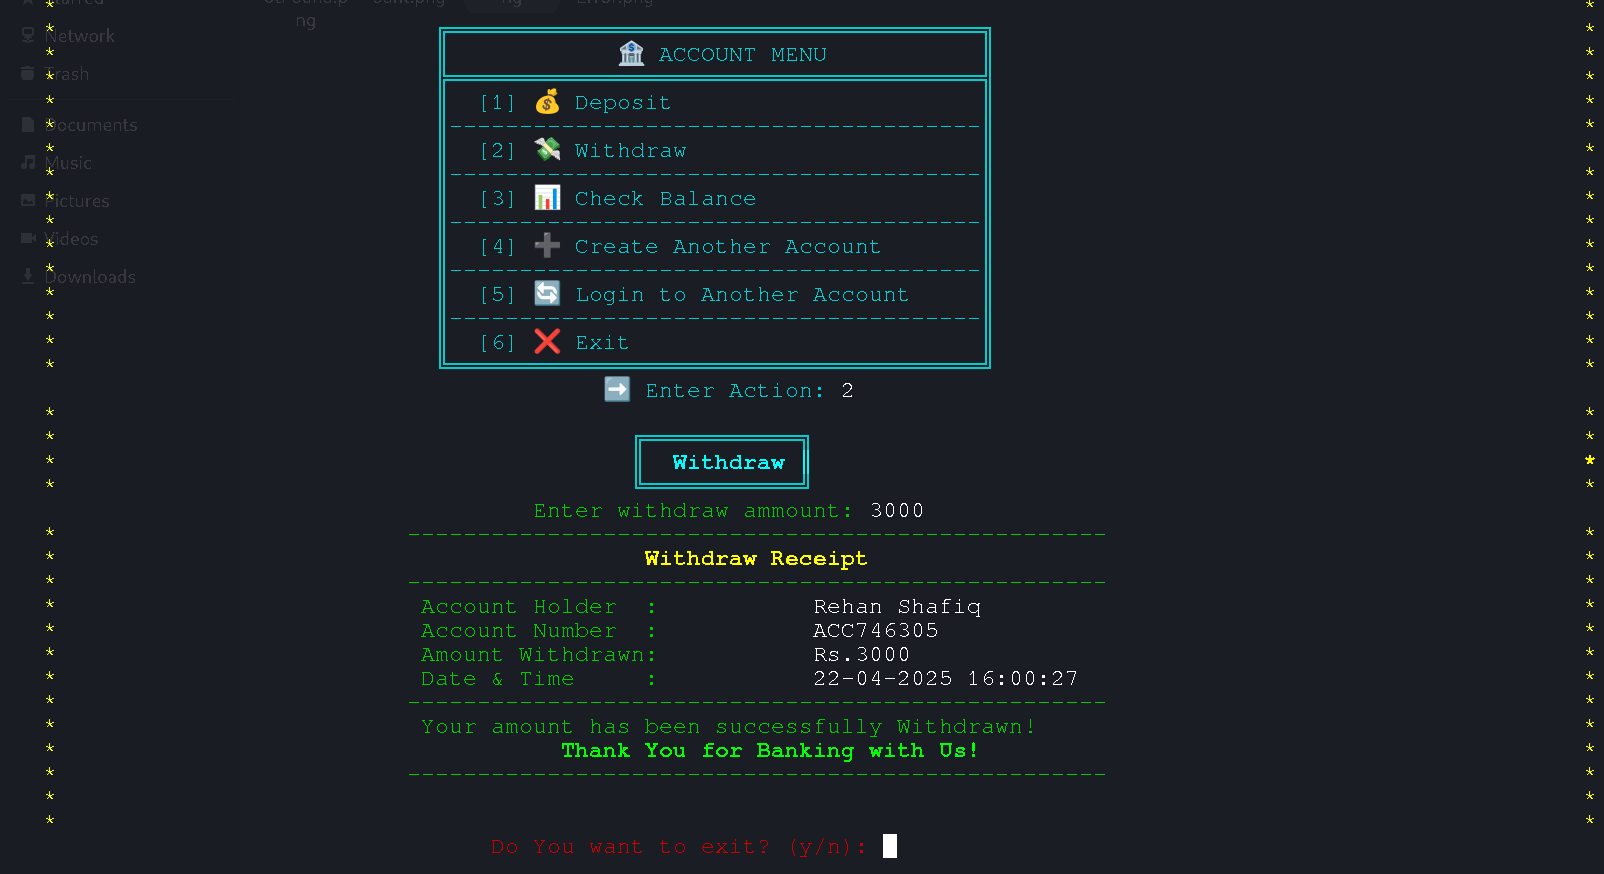 ng
Network
Trash
Documents
Music
Pictures
Videos
Downloads
ACCOUNT MENU
[1] Deposit
[2] Withdraw
[3] Check Balance
[4] Create Another Account
[5] Login to Another Account
[6] Exit
Enter Action: 2
Withdraw
Enter withdraw ammount: 3000
Withdraw Receipt
Account Holder : Rehan Shafiq
Account Number : ACC746305
Amount Withdrawn: Rs.3000
Date & Time : 22-04-2025 16:00:27
Your amount has been successfully Withdrawn!
Thank You for Banking with Us!
Do You want to exit? (y/n):